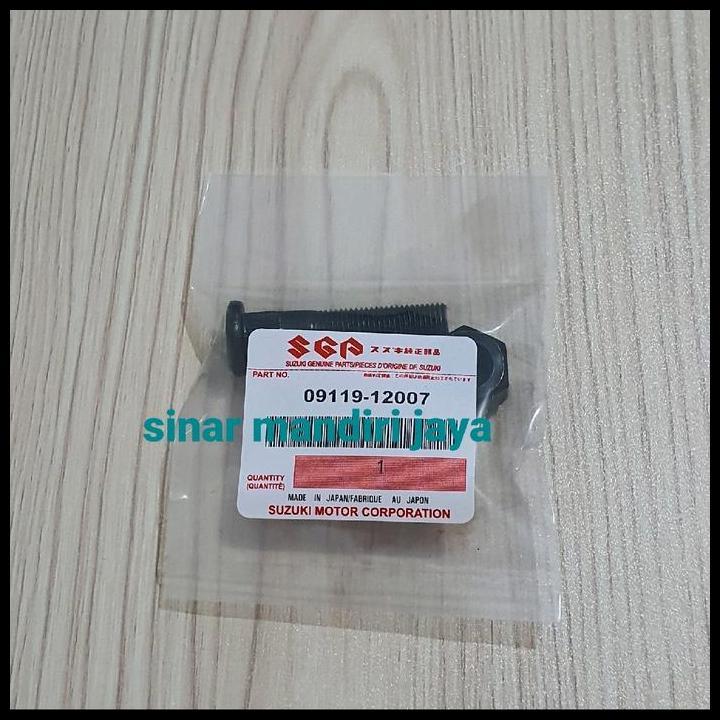 SGP スズキ純正部品
SUZUKI GENUINE PARTS/PIECES D'ORIGINE DE SUZUKI
PART NO.
09119-12007
sinar mandiri jaya
1
QUANTITY
(QUANTITÉ)
MADE IN JAPAN/FABRIQUE AU JAPON
SUZUKI MOTOR CORPORATION